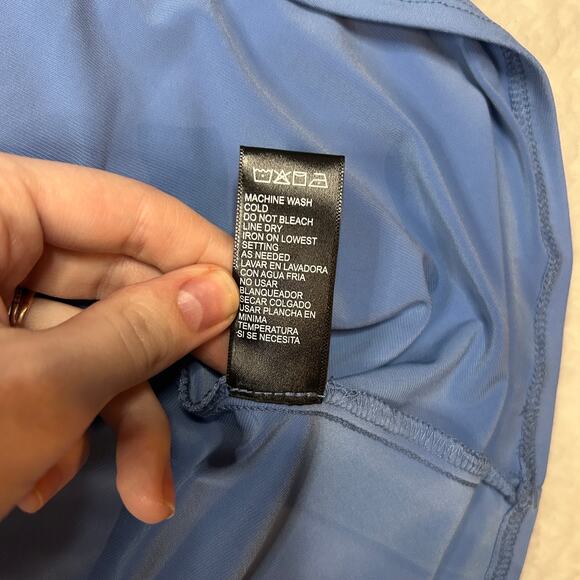 MACHINE WASH
COLD
DO NOT BLEACH
LINE DRY
IRON ON LOWEST
SETTING
AS NEEDED
LAVAR EN LAVADORA
CON AGUA FRIA
NO USAR
BLANQUEADOR
SECAR COLGADO
USAR PLANCHA EN
MINIMA
TEMPERATURA
SI SE NECESITA